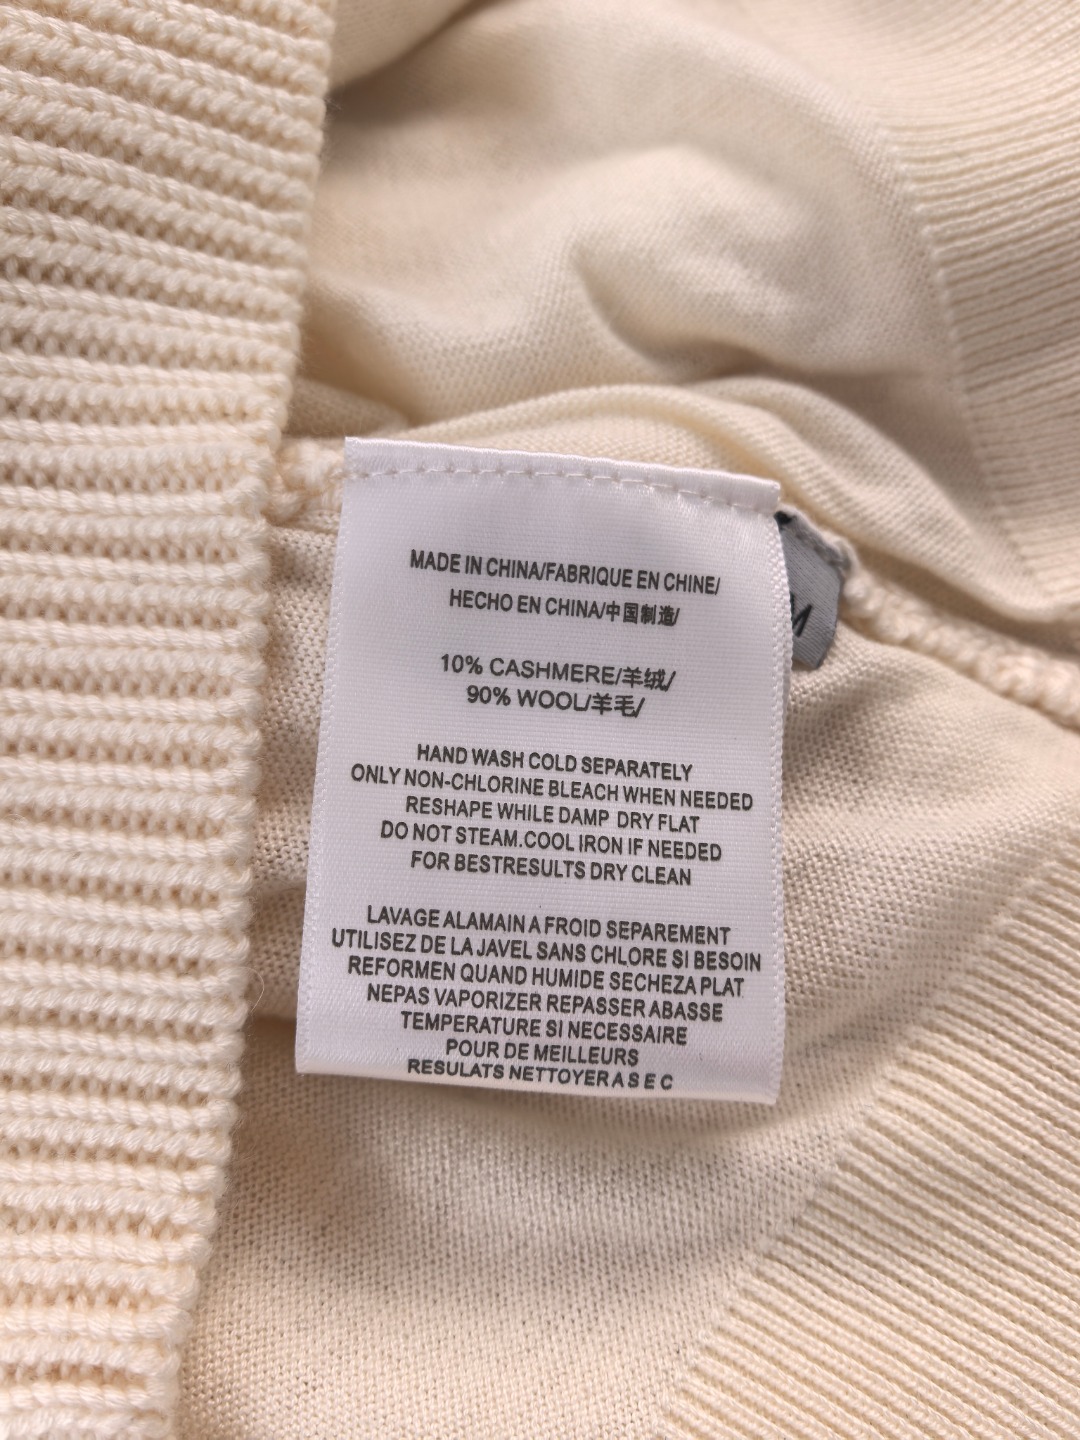 MADE IN CHINA/FABRIQUE EN CHINE/
HECHO EN CHINA/中国制造/
10% CASHMERE/羊绒/
90% WOOL/羊毛/
HAND WASH COLD SEPARATELY
ONLY NON-CHLORINE BLEACH WHEN NEEDED
RESHAPE WHILE DAMP DRY FLAT
DO NOT STEAM.COOL IRON IF NEEDED
FOR BESTRESULTS DRY CLEAN
LAVAGE ALAMAIN A FROID SEPAREMENT
UTILISEZ DE LA JAVEL SANS CHLORE SI BESOIN
REFORMEN QUAND HUMIDE SECHEZA PLAT
NEPAS VAPORIZER REPASSER ABASSE
TEMPERATURE SI NECESSAIRE
POUR DE MEILLEURS
RESULATS NETTOYER A S E C
M